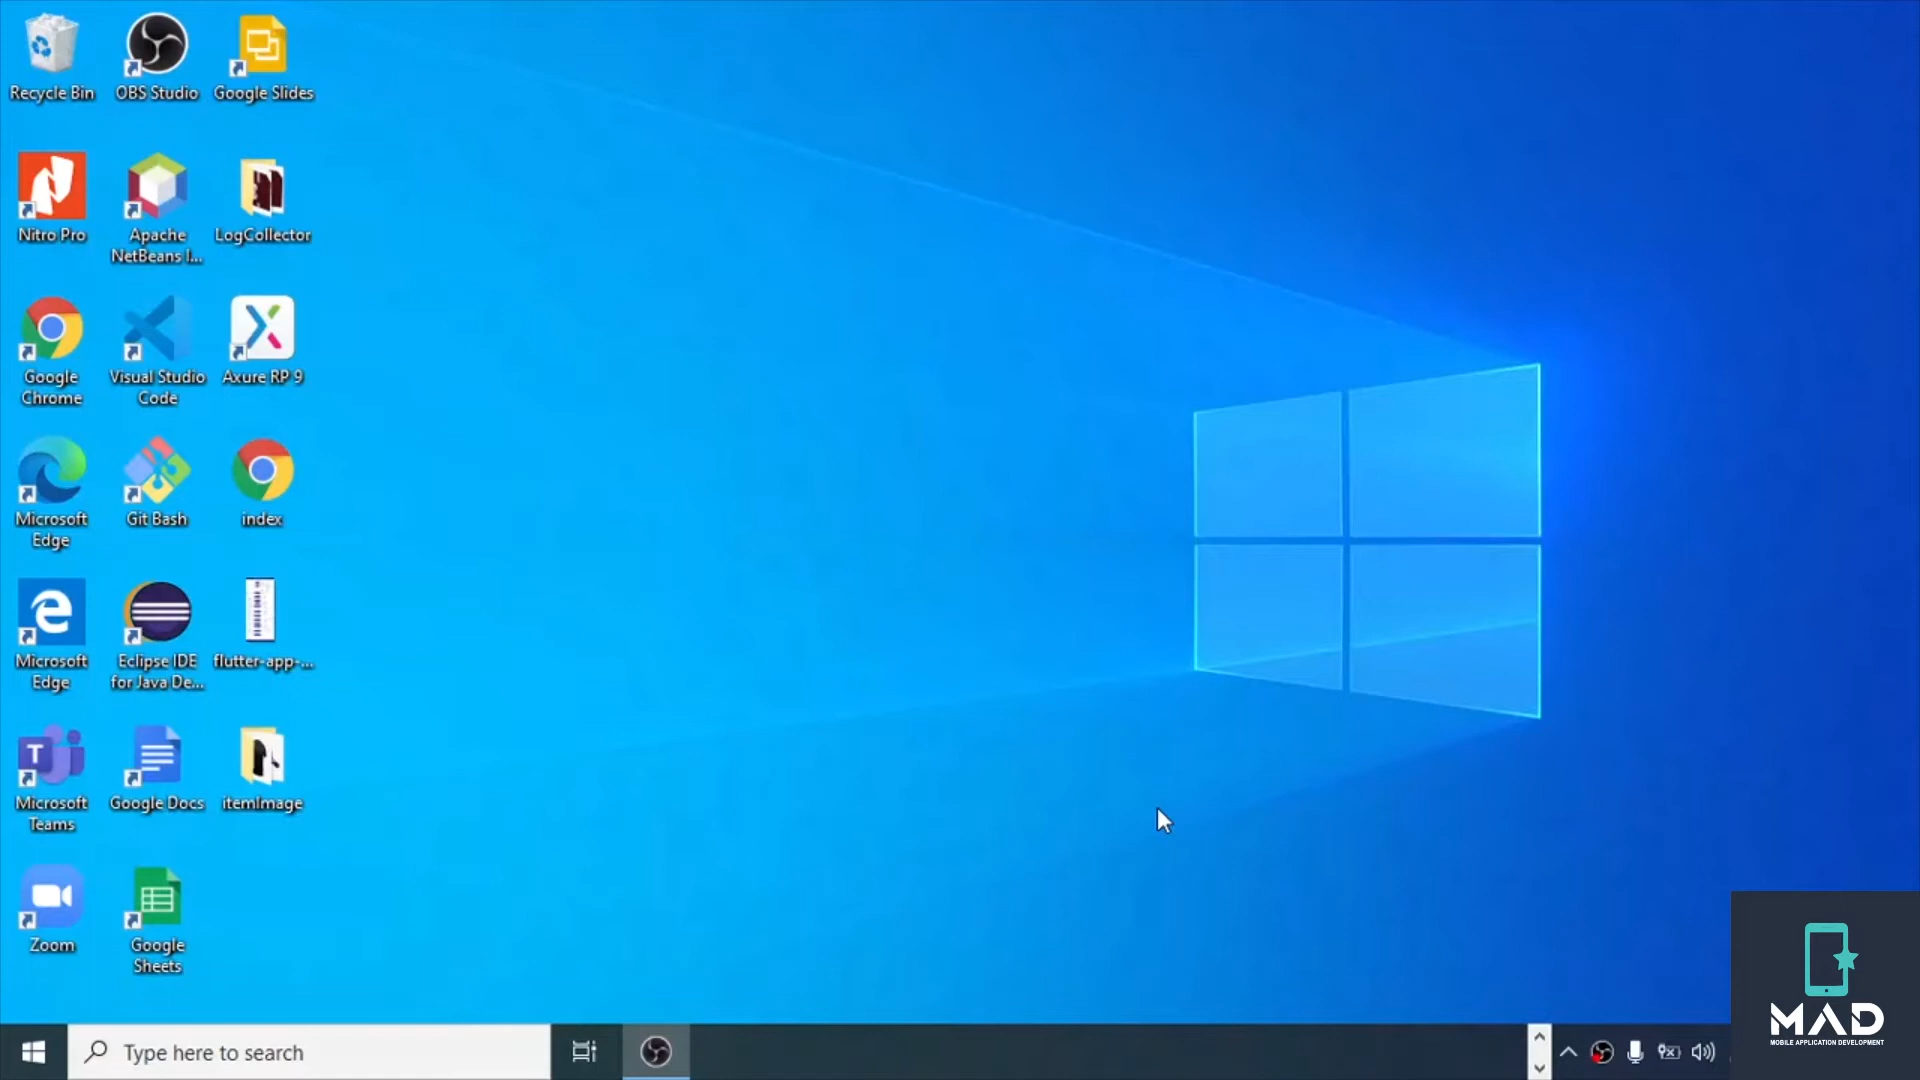 Recycle Bin
OBS Studio
Google Slides
Nitro Pro
Apache
NetBeans I...
LogCollector
Google
Chrome
Visual Studio
Code
Axure RP 9
Microsoft
Edge
Git Bash
index
Microsoft
Edge
Eclipse IDE
for Java De...
flutter-app-...
Microsoft
Teams
Google Docs
itemImage
Zoom
Google
Sheets
Type here to search
MAD
MOBILE APPLICATION DEVELOPMENT